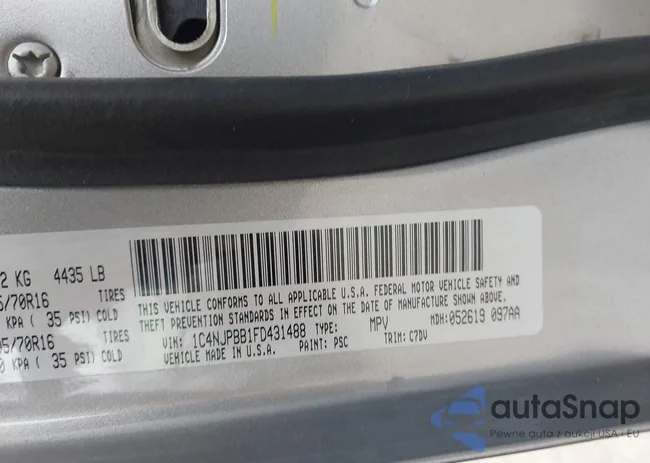 2 KG 4435 LB
5/70R16 TIRES
KPA ( 35 PSI) COLD
5/70R16 TIRES
0 KPA ( 35 PSI) COLD
THIS VEHICLE CONFORMS TO ALL APPLICABLE U.S.A. FEDERAL MOTOR VEHICLE SAFETY AND
THEFT PREVENTION STANDARDS IN EFFECT ON THE DATE OF MANUFACTURE SHOWN ABOVE.
VIN: 1C4NJPBB1FD431488 TYPE: MPV MDH: 052619 097AA
VEHICLE MADE IN U.S.A. PAINT: PSC TRIM: C7DV
autaSnap
Pewne auta z aukcji USA i EU